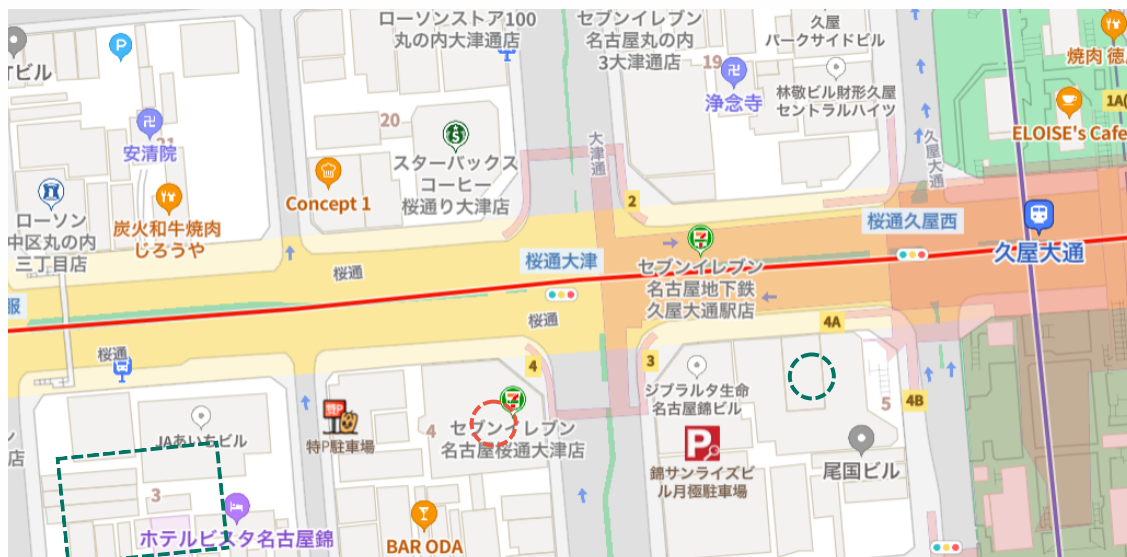 ローソンストア100
丸の内大津通店
セブンイレブン
名古屋丸の内
3大津通店
久屋
パークサイドビル
焼肉 徳
ビル
P
19
浄念寺
林敬ビル財形久屋
セントラルハイツ
1A(
ELOISE's Cafe
21
安清院
20
スターバックス
コーヒー
桜通り大津店
大津通
久屋大通
ローソン
中区丸の内
三丁目店
炭火和牛焼肉
じろうや
Concept 1
2
桜通久屋西
久屋大通
桜通
桜通大津
セブンイレブン
名古屋地下鉄
久屋大通駅店
服
桜通
桜通
4A
4
3
ジブラルタ生命
名古屋錦ビル
5
4B
JAあいちビル
特P
特P駐車場
4
セブンイレブン
名古屋桜通大津店
店
P
錦サンライズビ
ル月極駐車場
尾国ビル
3
ホテルビスタ名古屋錦
BAR ODA